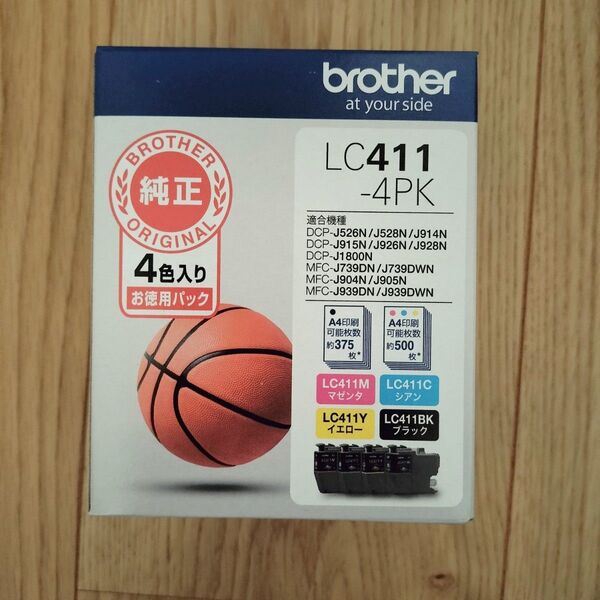 brother
at your side
BROTHER
純正
ORIGINAL
4色入り
お徳用パック
LC411
-4PK
適合機種
DCP-J526N/J528N/J914N
DCP-J915N/J926N/J928N
DCP-J1800N
MFC-J739DN/J739DWN
MFC-J904N/J905N
MFC-J939DN/J939DWN
A4印刷
可能枚数
約375
枚*
A4印刷
可能枚数
約500
枚*
LC411M
マゼンタ
LC411C
シアン
LC411Y
イエロー
LC411BK
ブラック